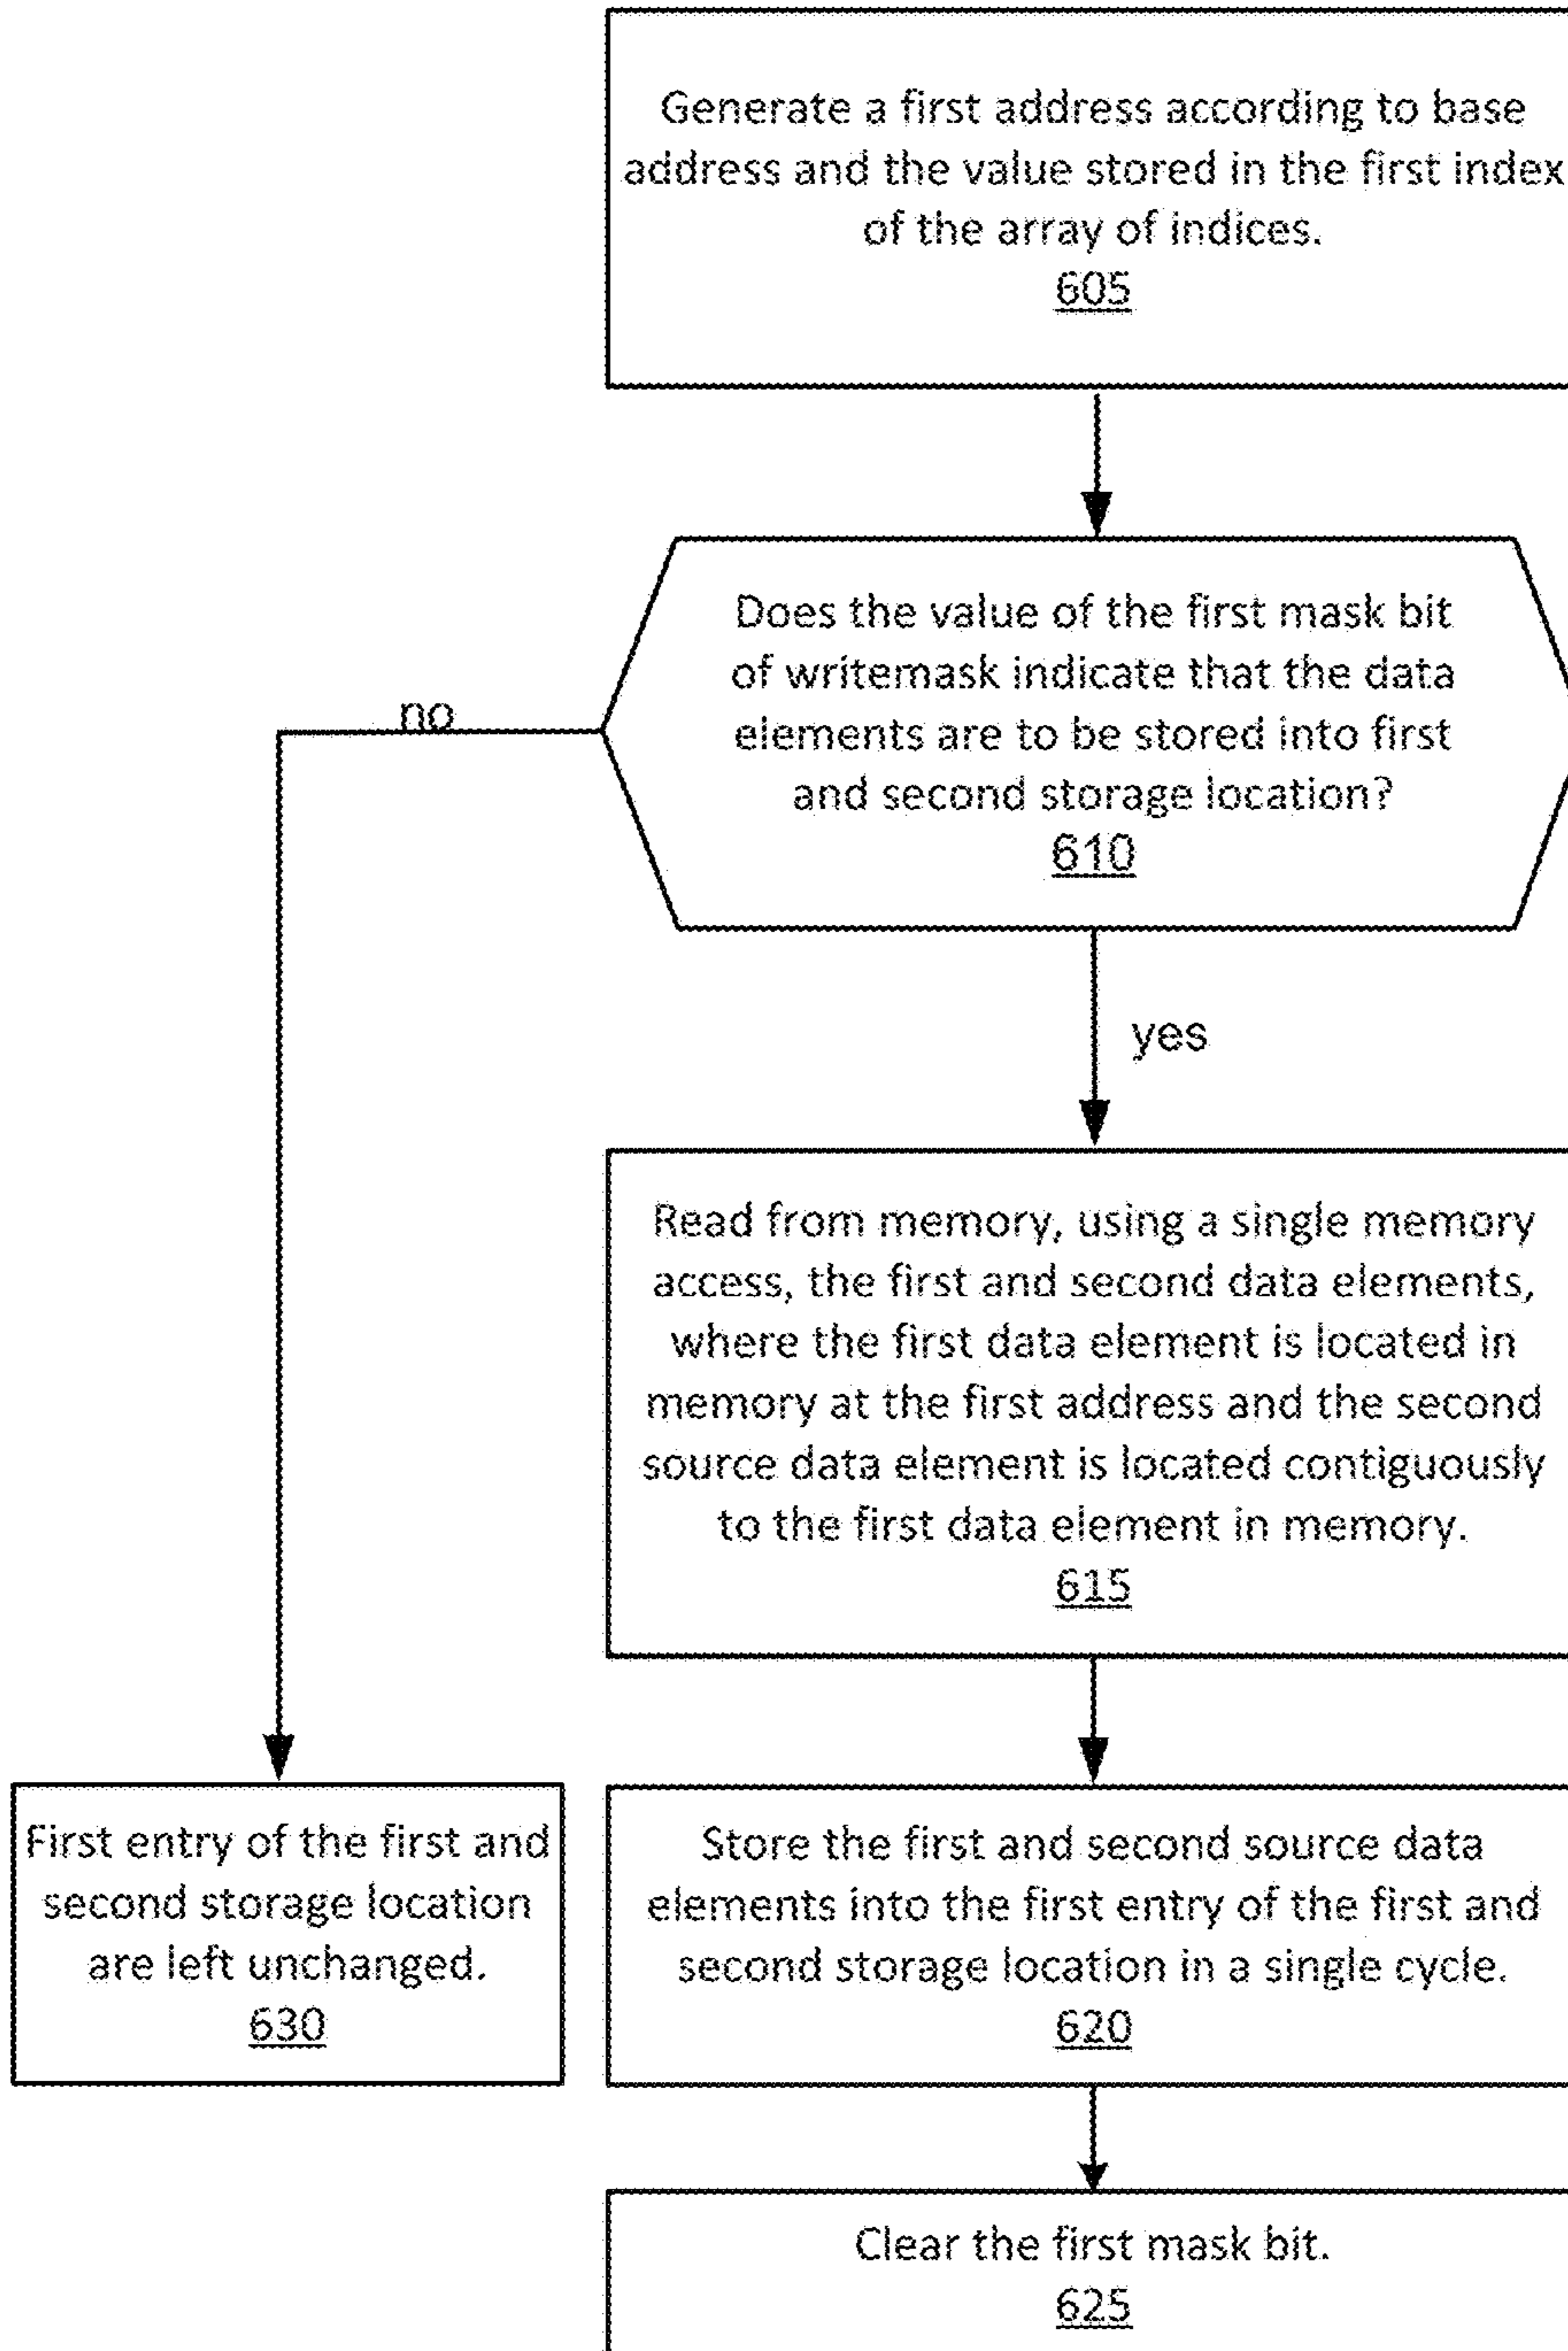 Generate a first address according to base
address and the value stored in the first index
of the array of indices.
605
Does the value of the first mask bit
of writemask indicate that the data
elements are to be stored into first
and second storage location?
610
no
yes
Read from memory, using a single memory
access, the first and second data elements,
where the first data element is located in
memory at the first address and the second
source data element is located contiguously
to the first data element in memory.
615
First entry of the first and
second storage location
are left unchanged.
630
Store the first and second source data
elements into the first entry of the first and
second storage location in a single cycle.
620
Clear the first mask bit.
625